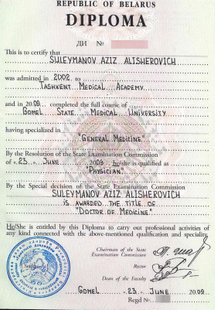 REPUBLIC OF BELARUS
DIPLOMA
ДИ №
This is to certify that
SULEYMANOV AZIZ ALISHEROVICH
was admitted in 2002 to
TASHKENT MEDICAL ACADEMY
and in 2009 completed the full course of
GOMEL STATE MEDICAL UNIVERSITY
having specialized in
"GENERAL MEDICINE"
By the Resolution of the State Examination Commission
of 23 JUNE 2009 he/she is qualified as
"PHYSICIAN"
By the Special decision of the State Examination Commission
SULEYMANOV AZIZ ALISHEROVICH
IS AWARDED THE TITLE OF
"DOCTOR OF MEDICINE"
He/She is entitled by this Diploma to carry out professional activities of
any kind connected with the above-mentioned qualification and speciality.
Chairman of the State
Examination Commission
Rector
Dean of the Faculty
GOMEL 23 JUNE 2009
Regd №